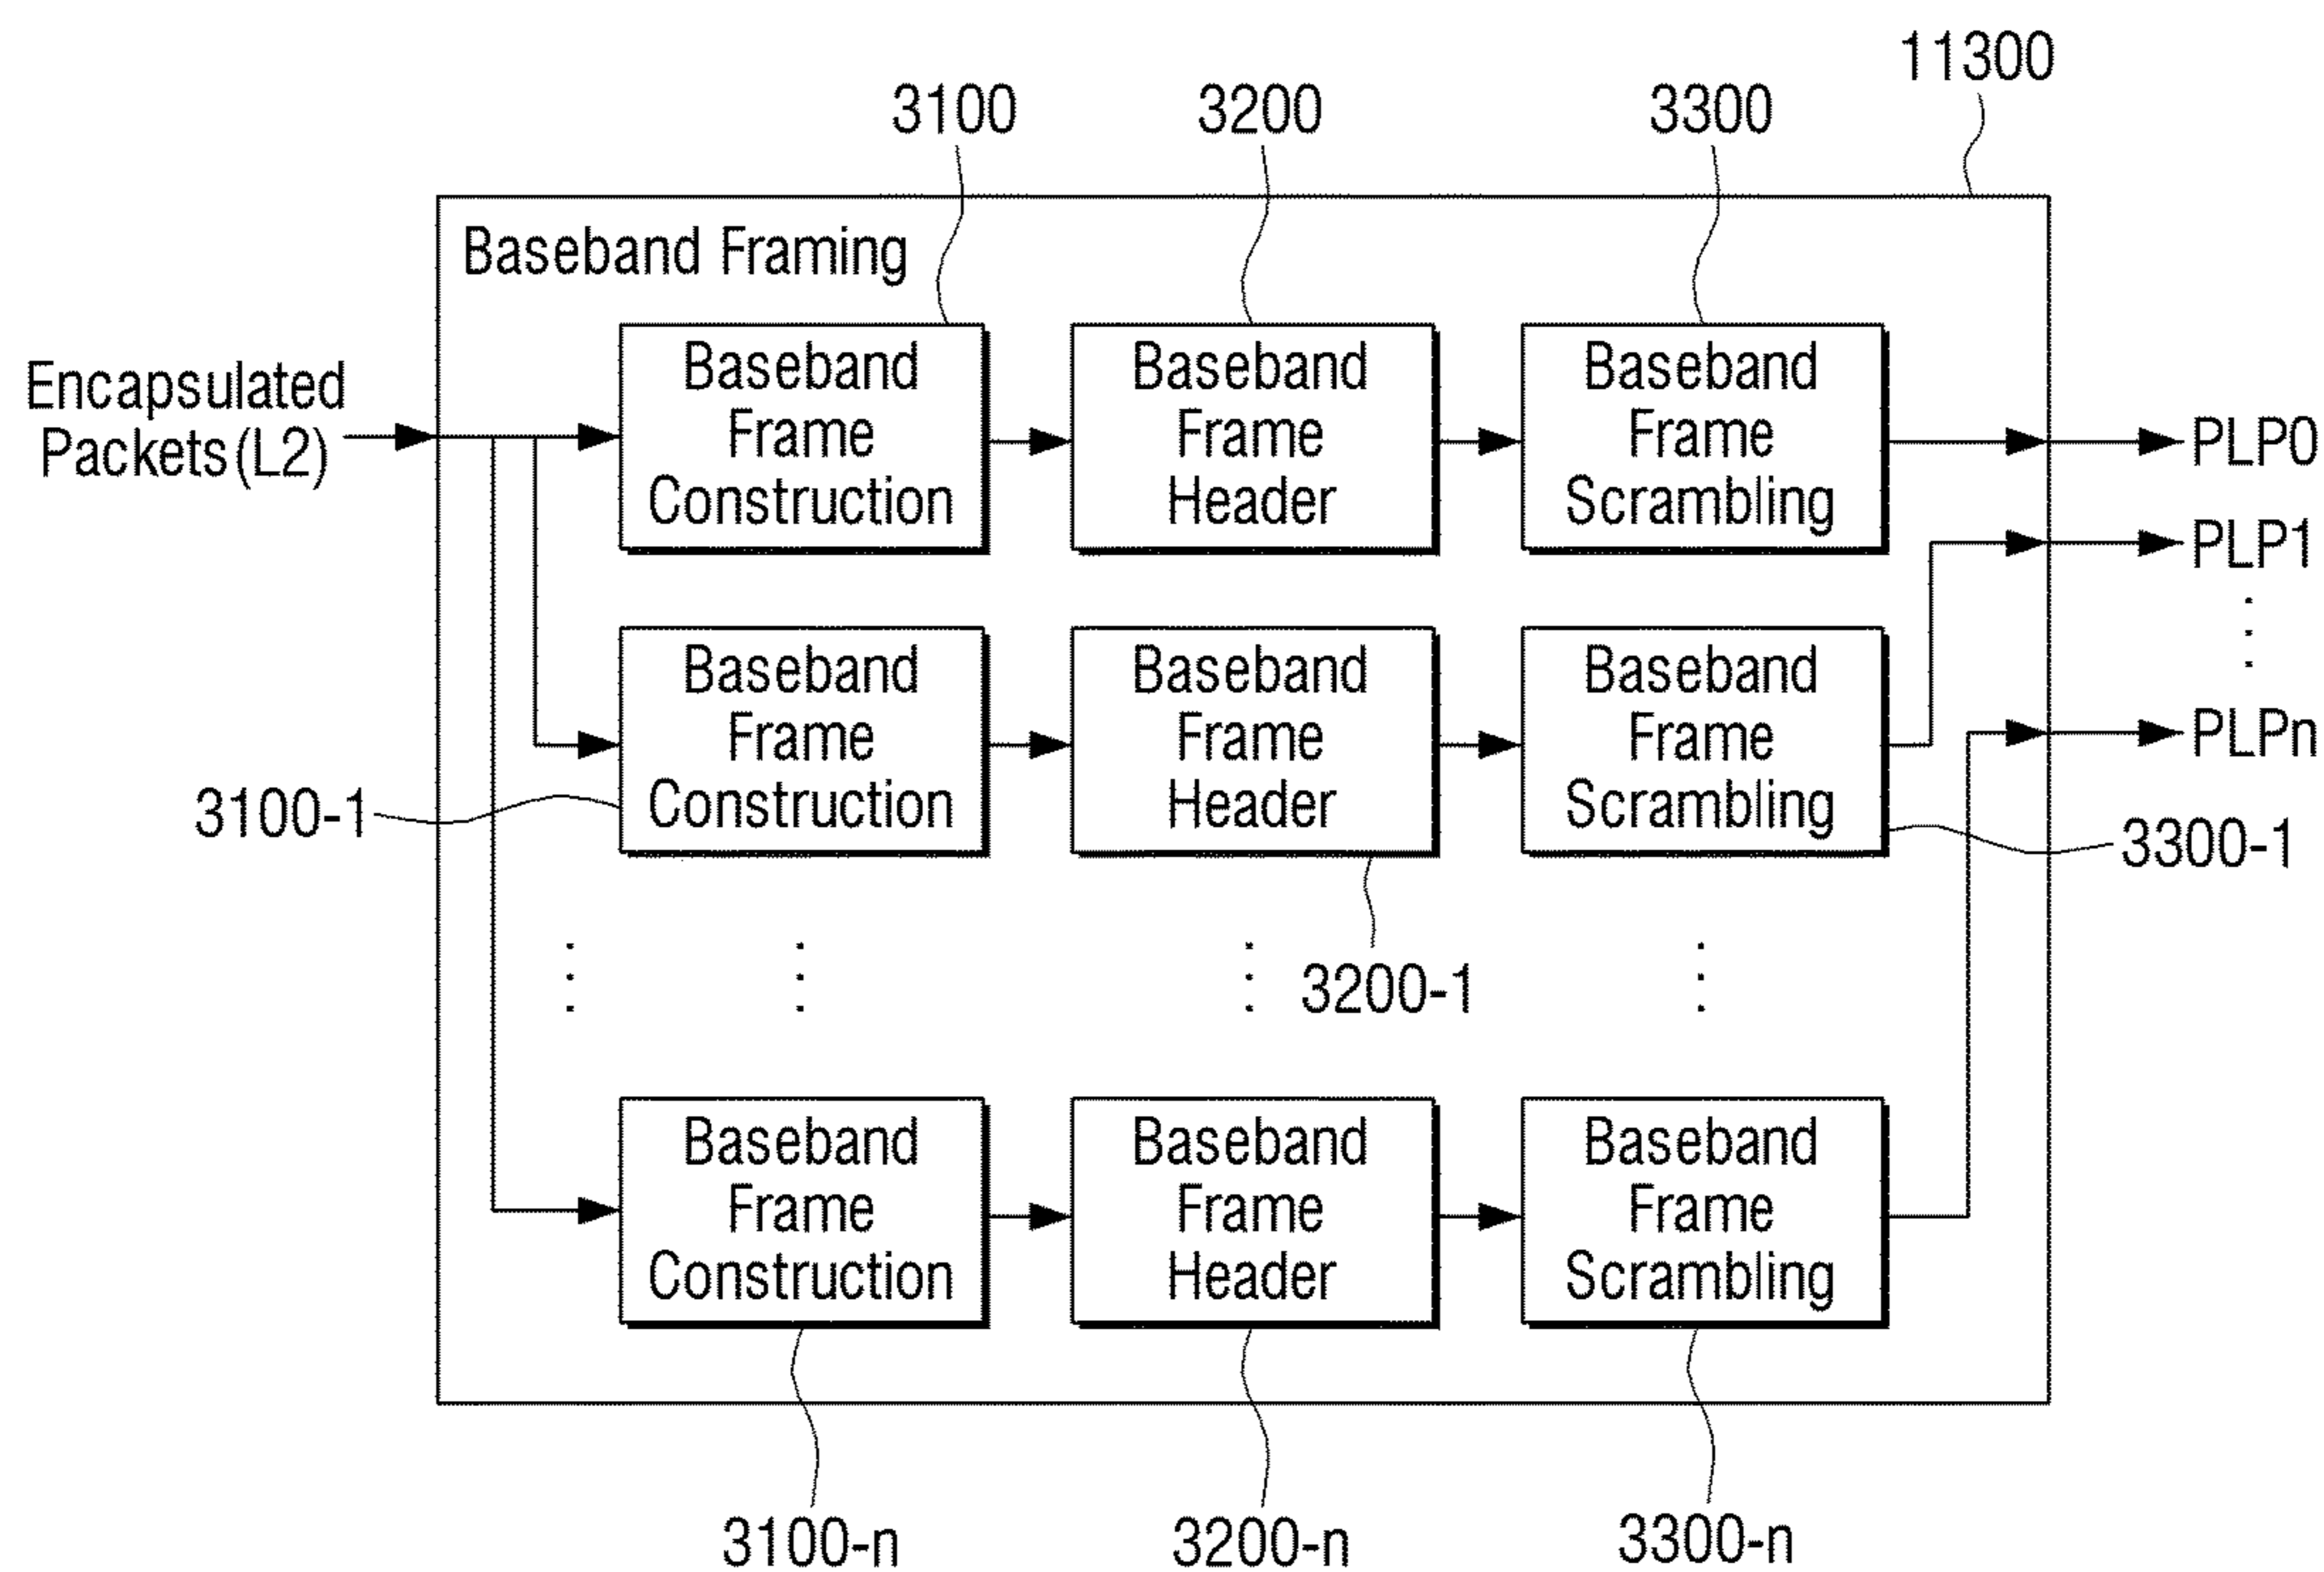 11300
3100
3200
3300
Baseband Framing
Encapsulated
Packets(L2)
Baseband
Frame
Construction
Baseband
Frame
Header
Baseband
Frame
Scrambling
PLP0
PLP1
PLPn
Baseband
Frame
Construction
Baseband
Frame
Header
Baseband
Frame
Scrambling
3100-1
3300-1
3200-1
Baseband
Frame
Construction
Baseband
Frame
Header
Baseband
Frame
Scrambling
3100-n
3200-n
3300-n